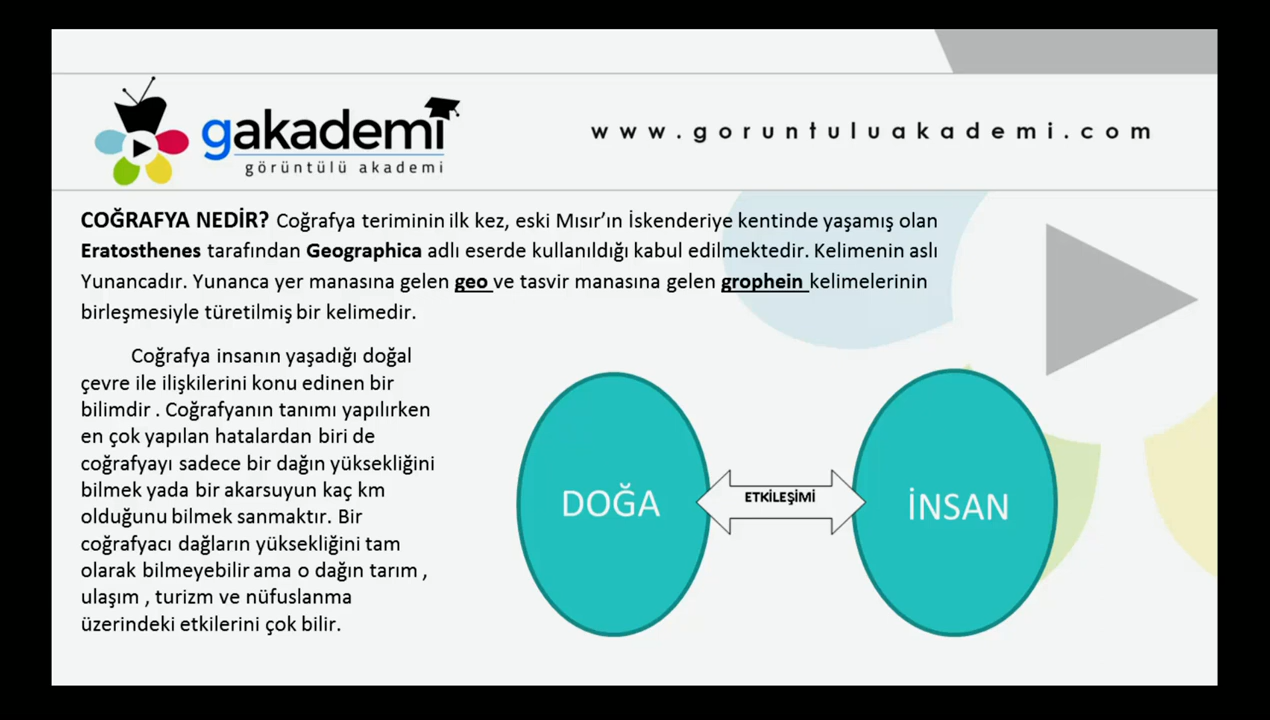 gakademi
görüntülü akademi
www.goruntuluakademi.com
COĞRAFYA NEDİR? Coğrafya teriminin ilk kez, eski Mısır’ın İskenderiye kentinde yaşamış olan
Eratosthenes tarafından Geographica adlı eserde kullanıldığı kabul edilmektedir. Kelimenin aslı
Yunancadır. Yunanca yer manasına gelen geo ve tasvir manasına gelen grophein kelimelerinin
birleşmesiyle türetilmiş bir kelimedir.
Coğrafya insanın yaşadığı doğal
çevre ile ilişkilerini konu edinen bir
bilimdir . Coğrafyanın tanımı yapılırken
en çok yapılan hatalardan biri de
coğrafyayı sadece bir dağın yüksekliğini
bilmek yada bir akarsuyun kaç km
olduğunu bilmek sanmaktır. Bir
coğrafyacı dağların yüksekliğini tam
olarak bilmeyebilir ama o dağın tarım ,
ulaşım , turizm ve nüfuslanma
üzerindeki etkilerini çok bilir.
DOĞA
ETKİLEŞİMİ
İNSAN